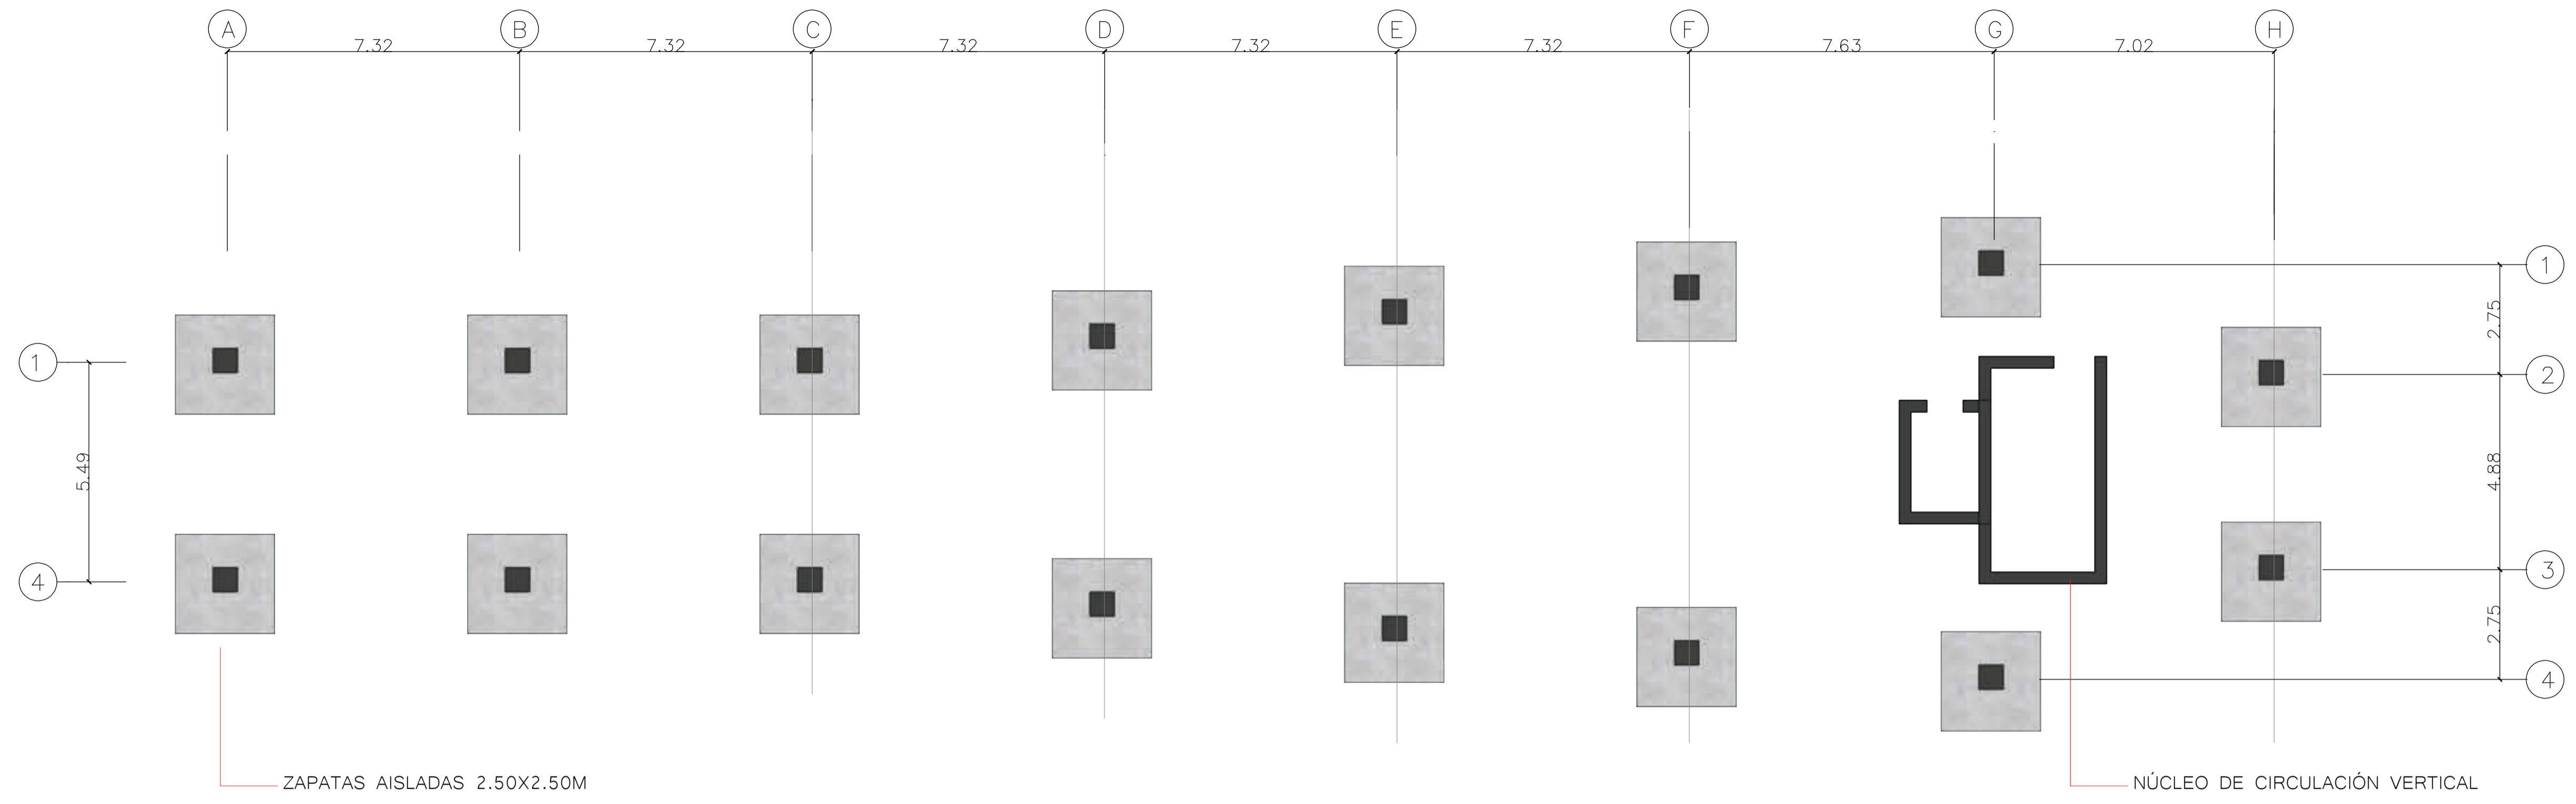 A B C D E F G H
7.32 7.32 7.32 7.32 7.32 7.63 7.02
1
2.75
1
2
5.49
4.88
4
3
2.75
4
ZAPATAS AISLADAS 2.50X2.50M
NÚCLEO DE CIRCULACIÓN VERTICAL